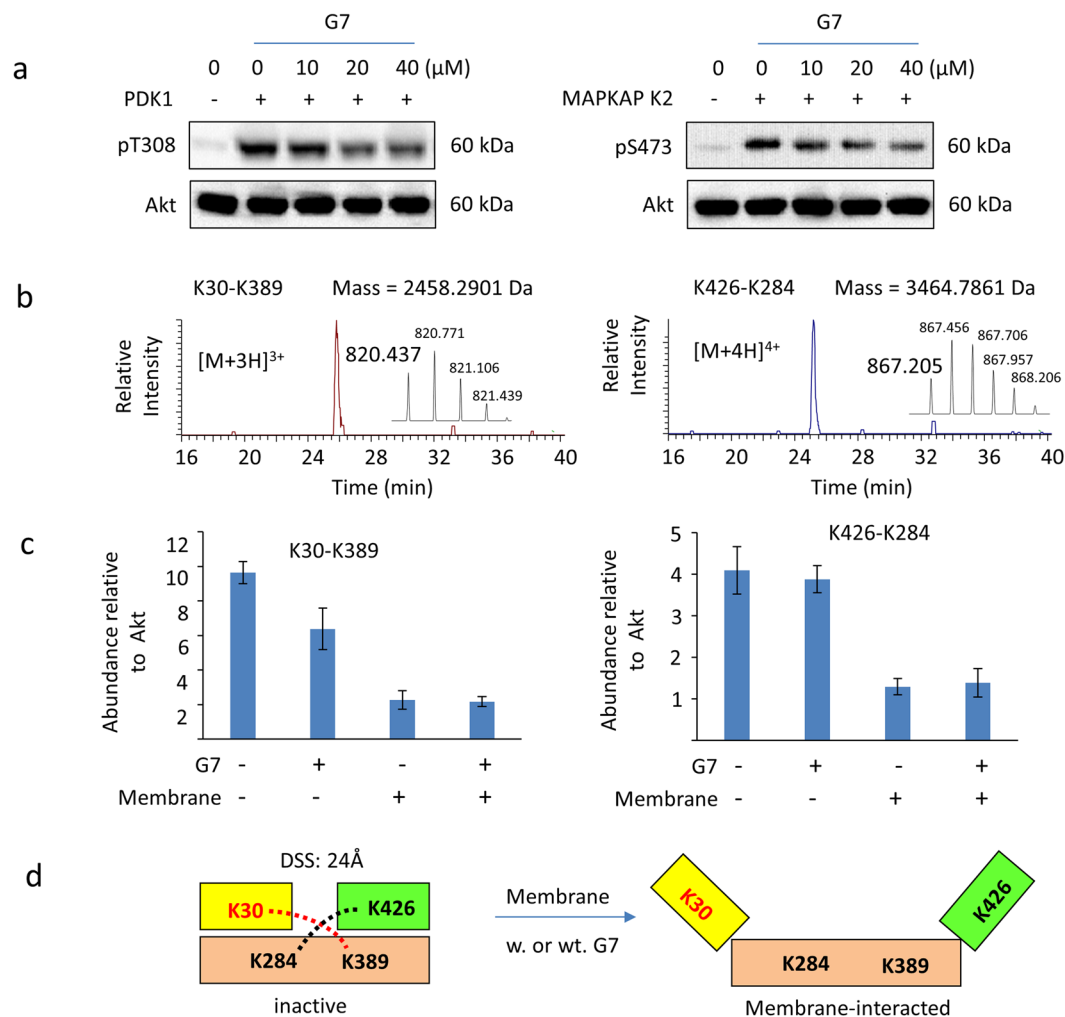 a
G7
0 0 10 20 40 (μM)
PDK1 - + + + +
pT308 60 kDa
Akt 60 kDa
G7
0 0 10 20 40 (μM)
MAPKAP K2 - + + + +
pS473 60 kDa
Akt 60 kDa
b
K30-K389 Mass = 2458.2901 Da
[M+3H]3+
820.437
820.771
821.106
821.439
Relative
Intensity
16 20 24 28 32 36 40
Time (min)
K426-K284 Mass = 3464.7861 Da
[M+4H]4+
867.205
867.456
867.706
867.957
868.206
Relative
Intensity
16 20 24 28 32 36 40
Time (min)
c
K30-K389
Abundance relative
to Akt
12
10
8
6
4
2
G7 - + - +
Membrane - - + +
K426-K284
Abundance relative
to Akt
5
4
3
2
1
G7 - + - +
Membrane - - + +
d
DSS: 24Å
K30 K426
K284 K389
inactive
Membrane
w. or wt. G7
K30 K426
K284 K389
Membrane-interacted